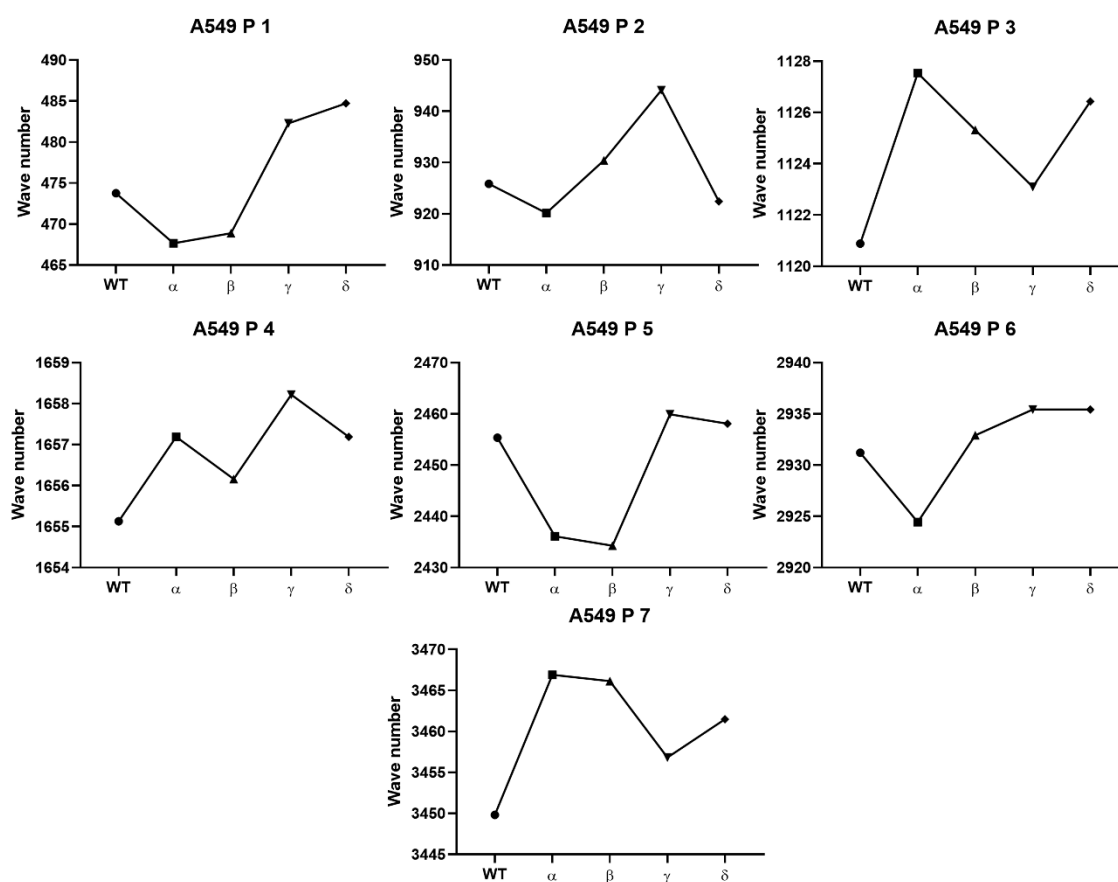 A549 P 1
Wave number
490
485
480
475
470
465
WT α β γ δ
A549 P 2
Wave number
950
940
930
920
910
WT α β γ δ
A549 P 3
Wave number
1128
1126
1124
1122
1120
WT α β γ δ
A549 P 4
Wave number
1659
1658
1657
1656
1655
1654
WT α β γ δ
A549 P 5
Wave number
2470
2460
2450
2440
2430
WT α β γ δ
A549 P 6
Wave number
2940
2935
2930
2925
2920
WT α β γ δ
A549 P 7
Wave number
3470
3465
3460
3455
3450
3445
WT α β γ δ